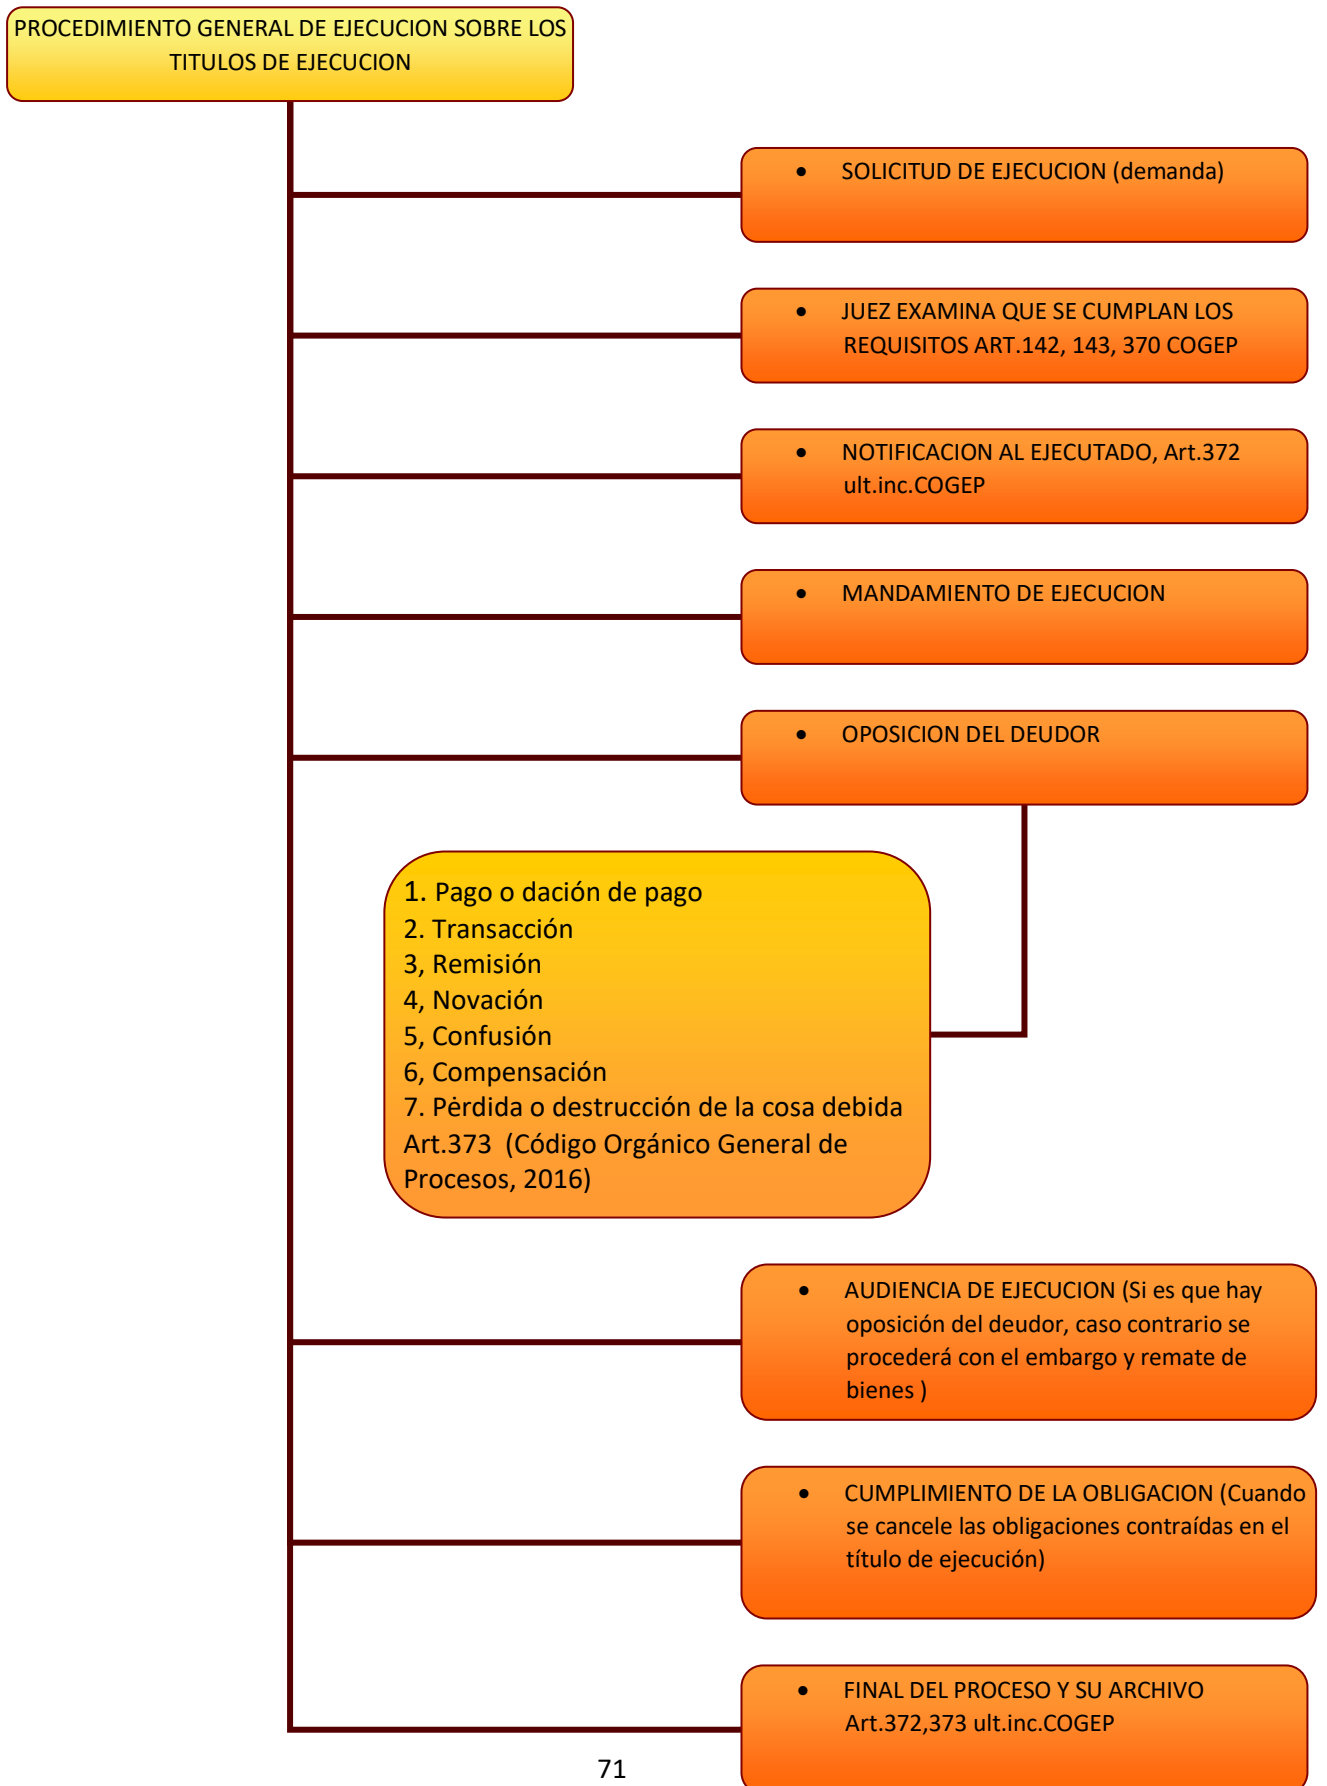 PROCEDIMIENTO GENERAL DE EJECUCION SOBRE LOS
TITULOS DE EJECUCION
• SOLICITUD DE EJECUCION (demanda)
• JUEZ EXAMINA QUE SE CUMPLAN LOS
REQUISITOS ART.142, 143, 370 COGEP
• NOTIFICACION AL EJECUTADO, Art.372
ult.inc.COGEP
• MANDAMIENTO DE EJECUCION
• OPOSICION DEL DEUDOR
1. Pago o dación de pago
2. Transacción
3, Remisión
4, Novación
5, Confusión
6, Compensación
7. Pėrdida o destrucción de la cosa debida
Art.373 (Código Orgánico General de
Procesos, 2016)
• AUDIENCIA DE EJECUCION (Si es que hay
oposición del deudor, caso contrario se
procederá con el embargo y remate de
bienes )
• CUMPLIMIENTO DE LA OBLIGACION (Cuando
se cancele las obligaciones contraídas en el
título de ejecución)
• FINAL DEL PROCESO Y SU ARCHIVO
Art.372,373 ult.inc.COGEP
71